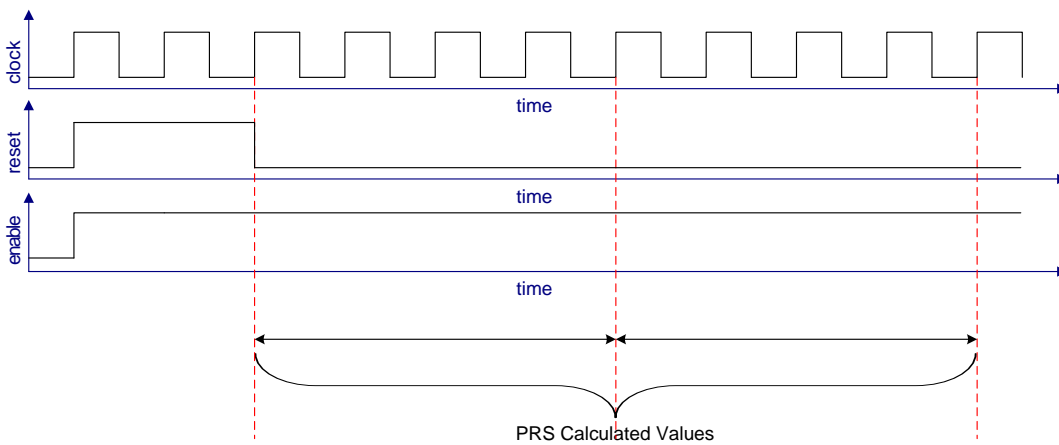 clock
time
reset
time
enable
time
PRS Calculated Values